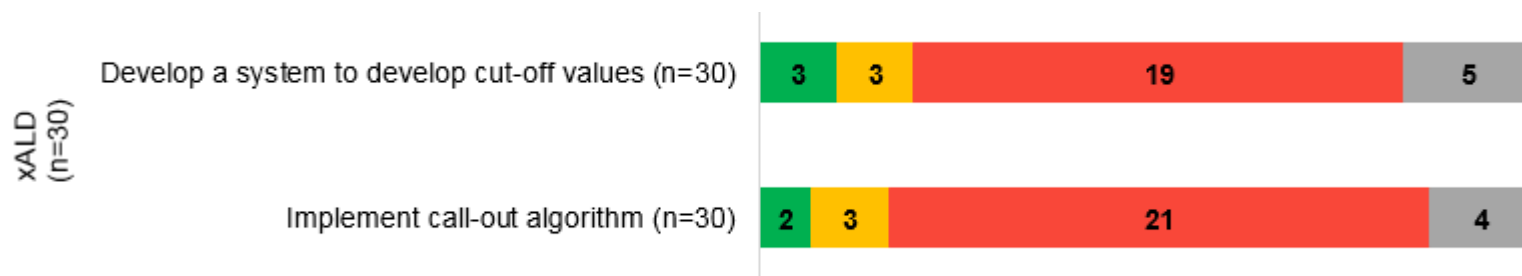 xALD
(n=30)
Develop a system to develop cut-off values (n=30) 3 3 19 5
Implement call-out algorithm (n=30) 2 3 21 4